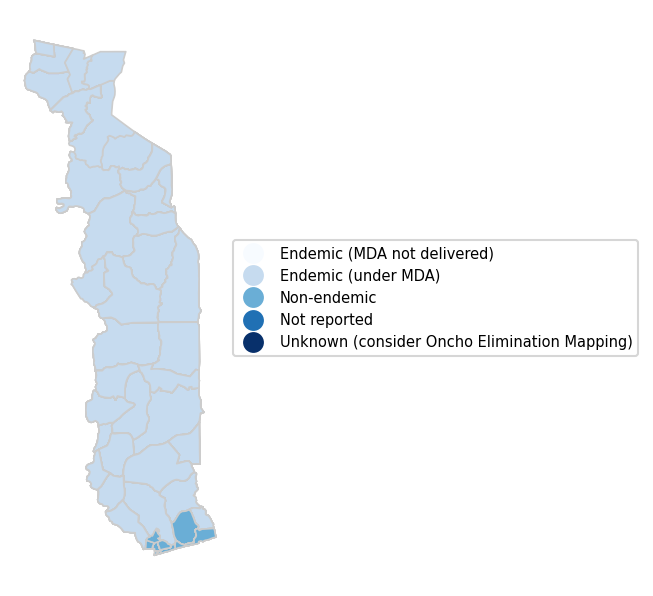 Endemic (MDA not delivered)
Endemic (under MDA)
Non-endemic
Not reported
Unknown (consider Oncho Elimination Mapping)